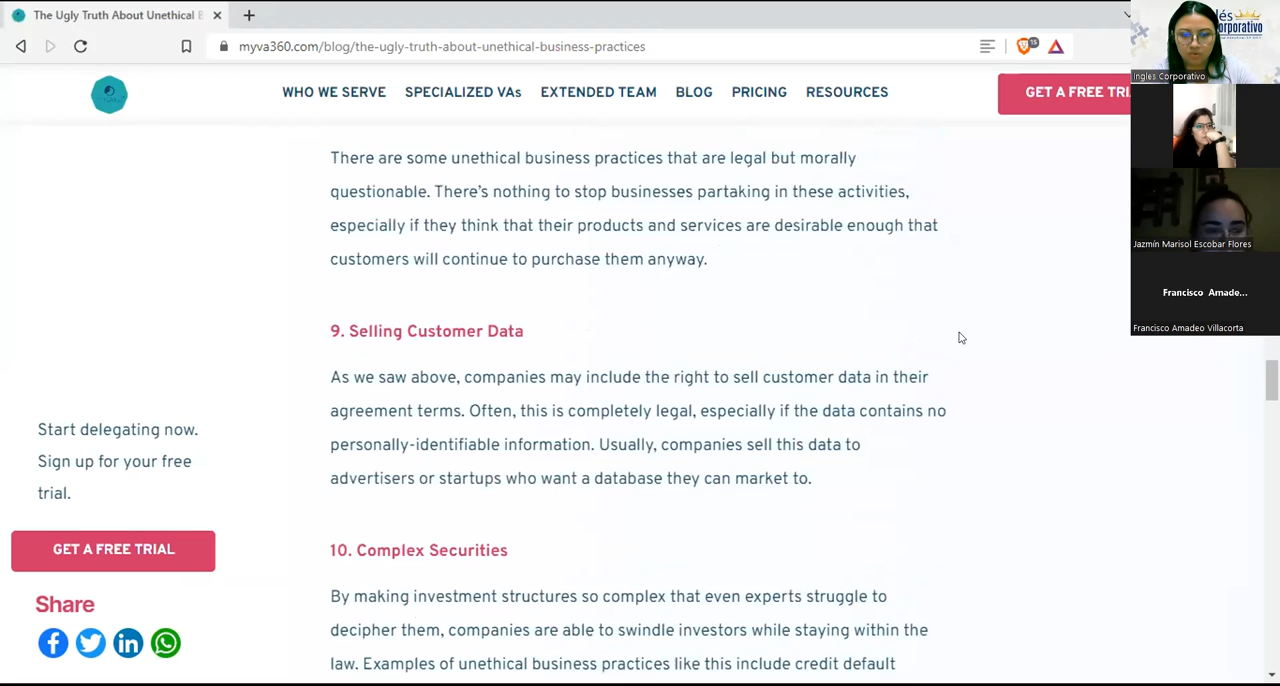 The Ugly Truth About Unethical B
myva360.com/blog/the-ugly-truth-about-unethical-business-practices
15
WHO WE SERVE SPECIALIZED VAs EXTENDED TEAM BLOG PRICING RESOURCES
GET A FREE TRI
There are some unethical business practices that are legal but morally
questionable. There's nothing to stop businesses partaking in these activities,
especially if they think that their products and services are desirable enough that
customers will continue to purchase them anyway.
9. Selling Customer Data
As we saw above, companies may include the right to sell customer data in their
agreement terms. Often, this is completely legal, especially if the data contains no
personally-identifiable information. Usually, companies sell this data to
advertisers or startups who want a database they can market to.
10. Complex Securities
By making investment structures so complex that even experts struggle to
decipher them, companies are able to swindle investors while staying within the
law. Examples of unethical business practices like this include credit default
Start delegating now.
Sign up for your free
trial.
GET A FREE TRIAL
Share
lés
orporativo
Ingles Corporativo
Jazmín Marisol Escobar Flores
Francisco Amade...
Francisco Amadeo Villacorta